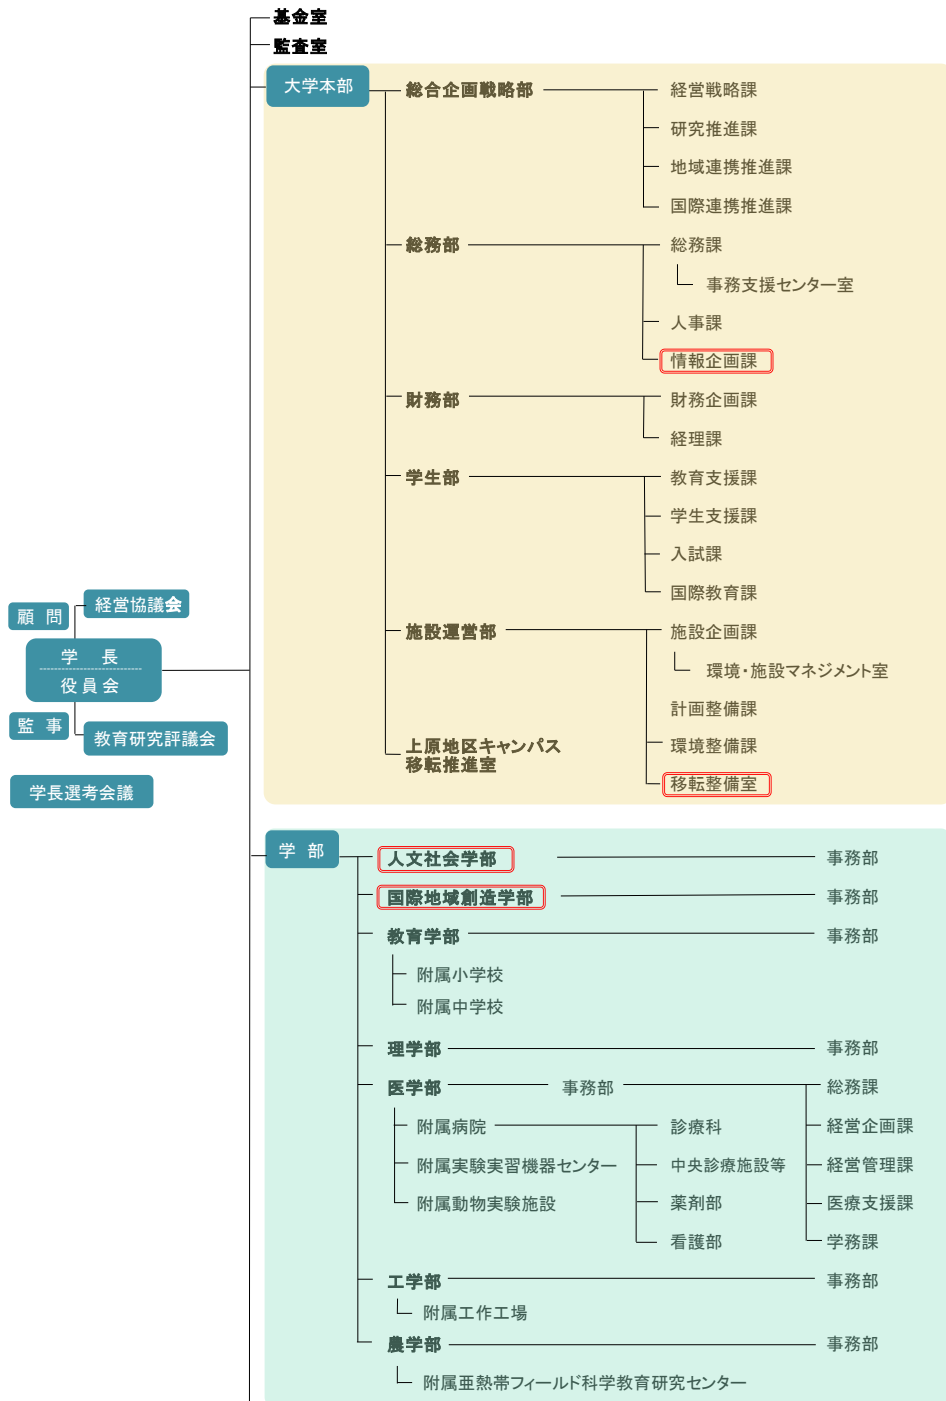 基金室
監査室
大学本部
総合企画戦略部
経営戦略課
研究推進課
地域連携推進課
国際連携推進課
総務部
総務課
事務支援センター室
人事課
情報企画課
財務部
財務企画課
経理課
学生部
教育支援課
学生支援課
入試課
国際教育課
顧 問
経営協議会
学 長
役員会
監 事
教育研究評議会
学長選考会議
施設運営部
施設企画課
環境・施設マネジメント室
計画整備課
環境整備課
移転整備室
上原地区キャンパス
移転推進室
学 部
人文社会学部 事務部
国際地域創造学部 事務部
教育学部 事務部
附属小学校
附属中学校
理学部 事務部
医学部 事務部 総務課
附属病院 診療科 経営企画課
附属実験実習機器センター 中央診療施設等 経営管理課
附属動物実験施設 薬剤部 医療支援課
看護部 学務課
工学部 事務部
附属工作工場
農学部 事務部
附属亜熱帯フィールド科学教育研究センター